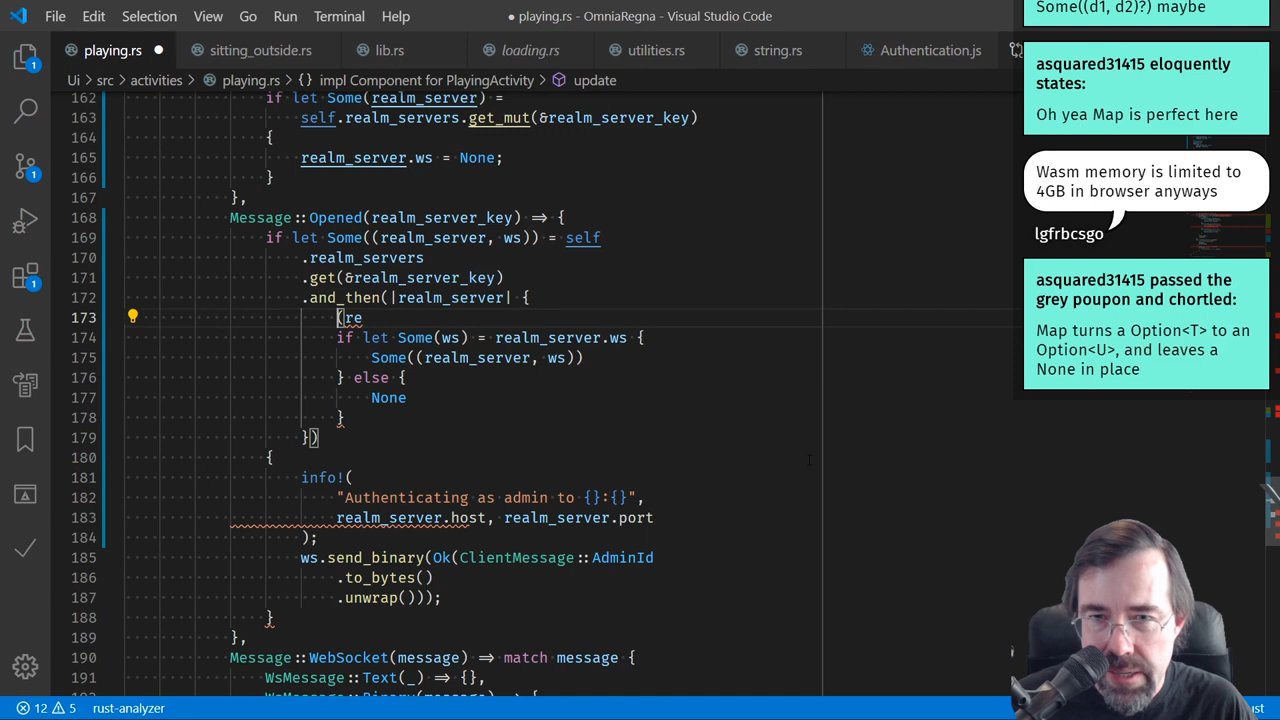 File Edit Selection View Go Run Terminal Help
● playing.rs - OmniaRegna - Visual Studio Code
playing.rs ● sitting_outside.rs lib.rs loading.rs utilities.rs string.rs Authentication.js
Ui > src > activities > playing.rs > {} impl Component for PlayingActivity > update
162 if let Some(realm_server) =
163 self.realm_servers.get_mut(&realm_server_key)
164 {
165 realm_server.ws = None;
166 }
167 },
168 Message::Opened(realm_server_key) => {
169 if let Some((realm_server, ws)) = self
170 .realm_servers
171 .get(&realm_server_key)
172 .and_then(|realm_server| {
173 (re
174 if let Some(ws) = realm_server.ws {
175 Some((realm_server, ws))
176 } else {
177 None
178 }
179 })
180 {
181 info!(
182 "Authenticating as admin to {}:{}",
183 realm_server.host, realm_server.port
184 );
185 ws.send_binary(Ok(ClientMessage::AdminId
186 .to_bytes()
187 .unwrap()));
188 }
189 },
190 Message::WebSocket(message) => match message {
191 WsMessage::Text(_) => {},
Some((d1, d2)?) maybe
asquared31415 eloquently
states:
Oh yea Map is perfect here
Wasm memory is limited to
4GB in browser anyways
lgfrbcsgo
asquared31415 passed the
grey poupon and chortled:
Map turns a Option<T> to an
Option<U>, and leaves a
None in place
1
1
1
12 5 rust-analyzer